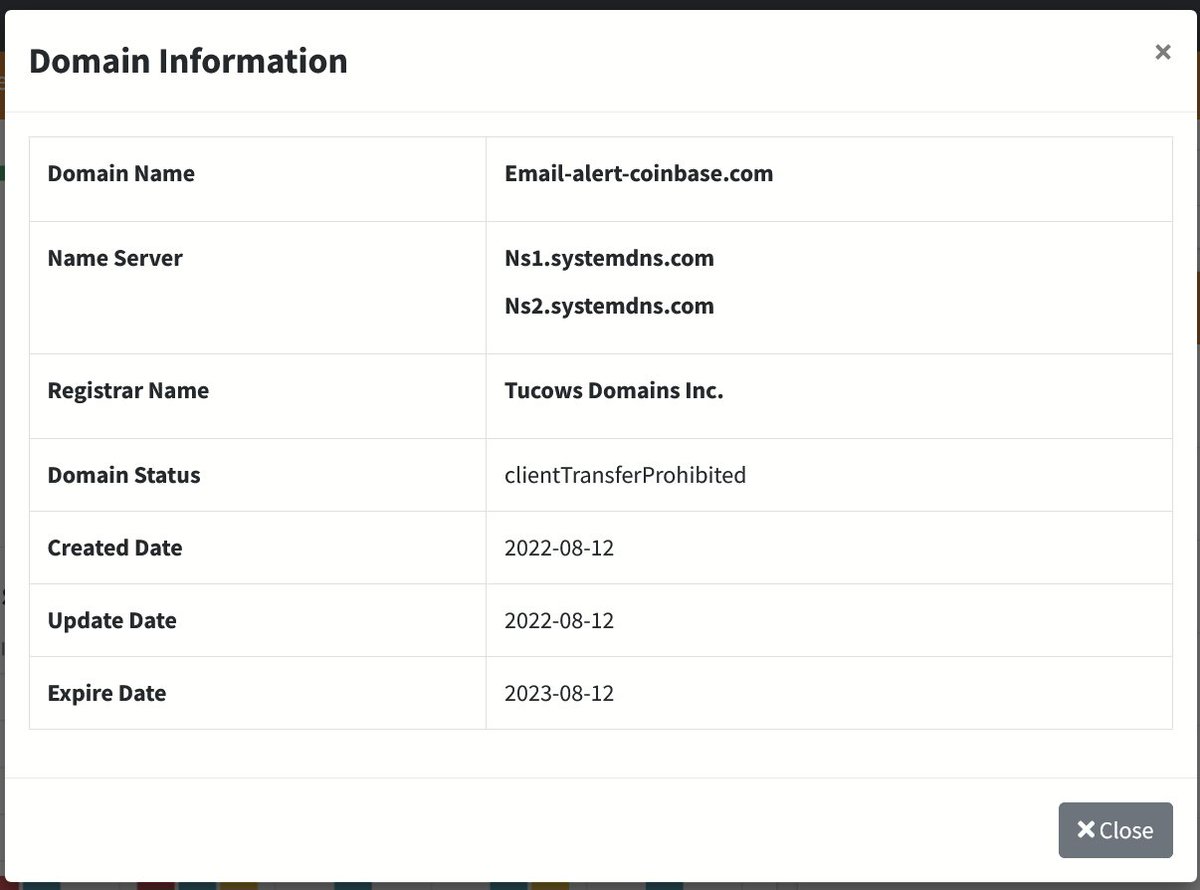 Domain Information
×
Domain Name Email-alert-coinbase.com
Name Server Ns1.systemdns.com
Ns2.systemdns.com
Registrar Name Tucows Domains Inc.
Domain Status clientTransferProhibited
Created Date 2022-08-12
Update Date 2022-08-12
Expire Date 2023-08-12
Close